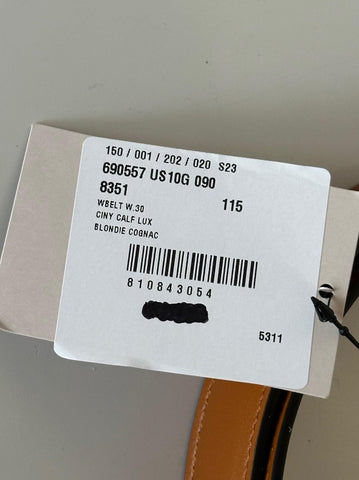 150 / 001 / 202 / 020 S23
690557 US10G 090
8351 115
WBELT W.30
CINY CALF LUX
BLONDIE COGNAC
810843054
5311